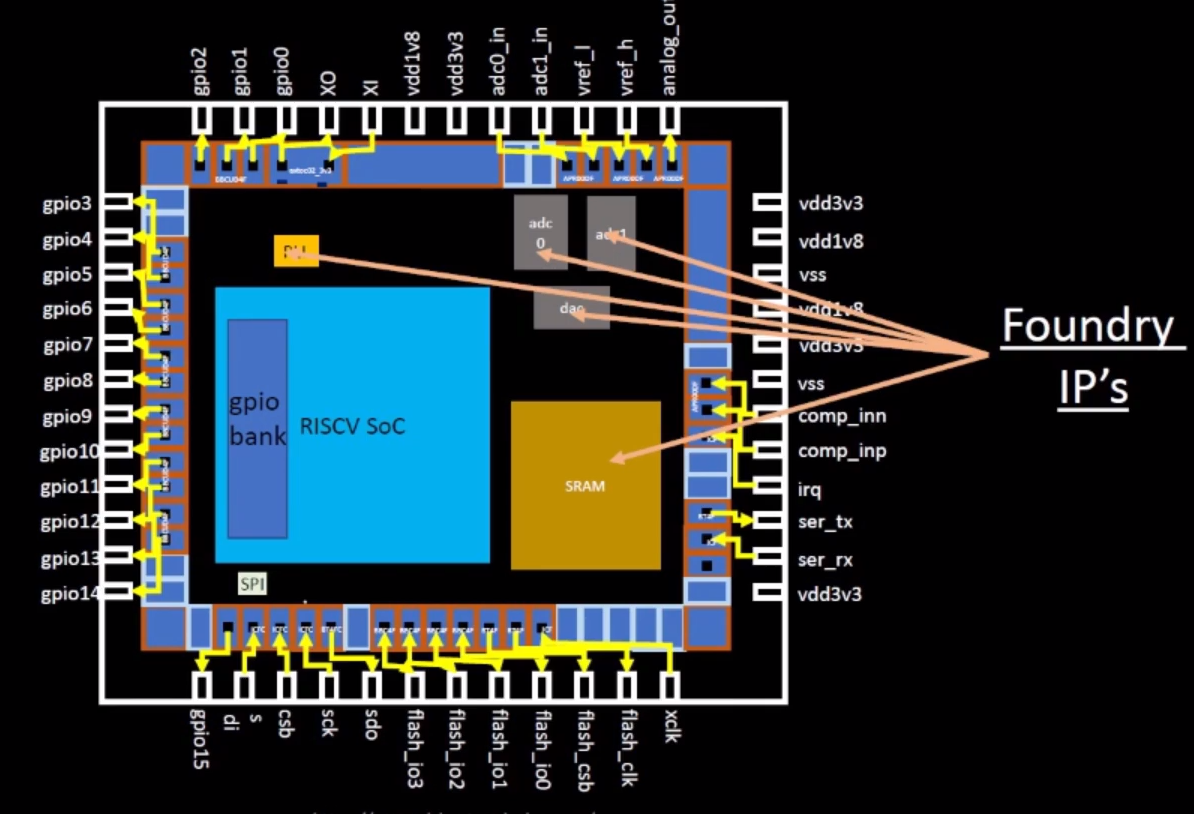 gpio2
gpio1
gpio0
XO
XI
vdd1v8
vdd3v3
adc0_in
adc1_in
vref_l
vref_h
analog_out
APR00DF
APR00DF
APR00DF
gpio3
gpio4
gpio5
gpio6
gpio7
gpio8
gpio9
gpio10
gpio11
gpio12
gpio13
gpio14
adc
0
adc1
dac
gpio
bank
RISCV SoC
SRAM
SPI
vdd3v3
vdd1v8
vss
vdd1v8
vdd3v3
vss
comp_inn
comp_inp
irq
ser_tx
ser_rx
vdd3v3
Foundry
IP's
gpio15
di
s
csb
sck
sdo
flash_io3
flash_io2
flash_io1
flash_io0
flash_csb
flash_clk
xclk